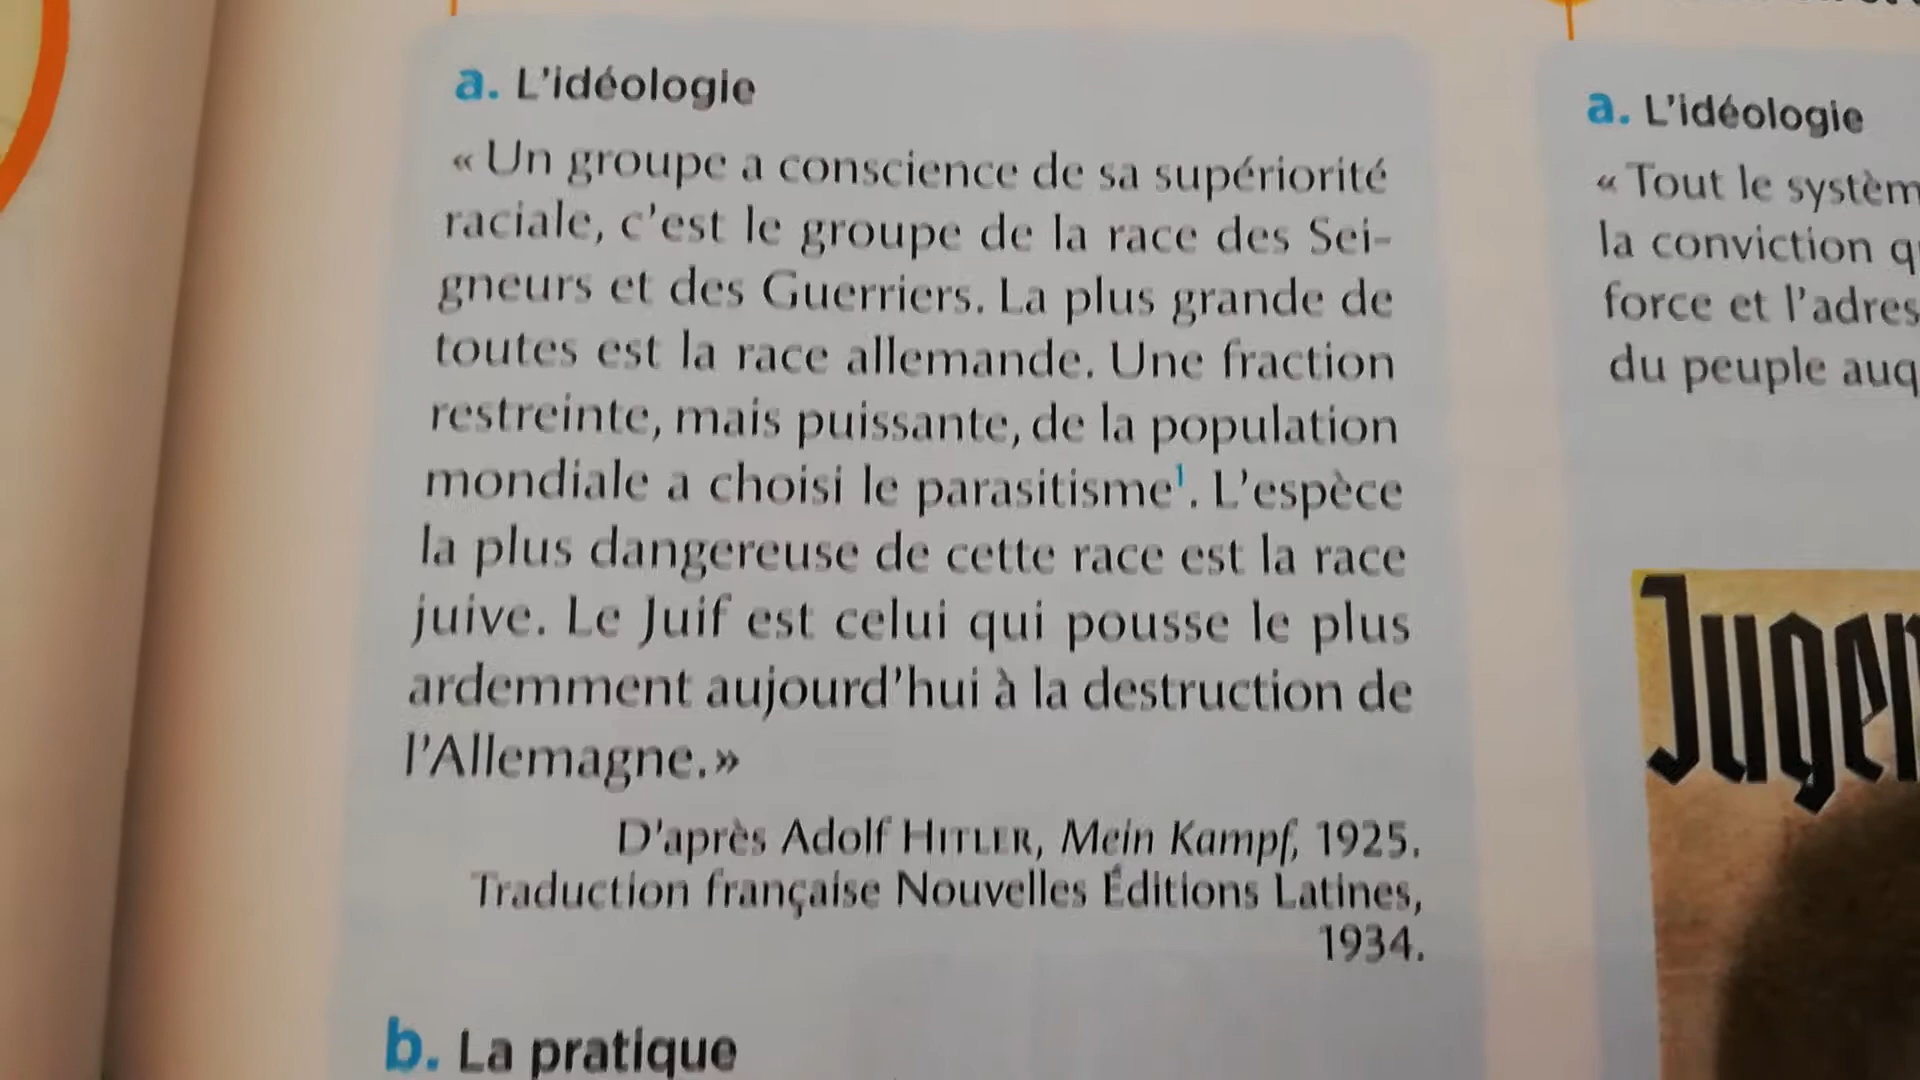 a. L'idéologie
« Un groupe a conscience de sa supériorité
raciale, c'est le groupe de la race des Sei-
gneurs et des Guerriers. La plus grande de
toutes est la race allemande. Une fraction
restreinte, mais puissante, de la population
mondiale a choisi le parasitisme¹. L'espèce
la plus dangereuse de cette race est la race
juive. Le Juif est celui qui pousse le plus
ardemment aujourd'hui à la destruction de
l'Allemagne. »
D'après Adolf HITLER, Mein Kampf, 1925.
Traduction française Nouvelles Éditions Latines,
1934.
b. La pratique
a. L'idéologie
« Tout le systèm
la conviction q
force et l'adres
du peuple auq
Jugen